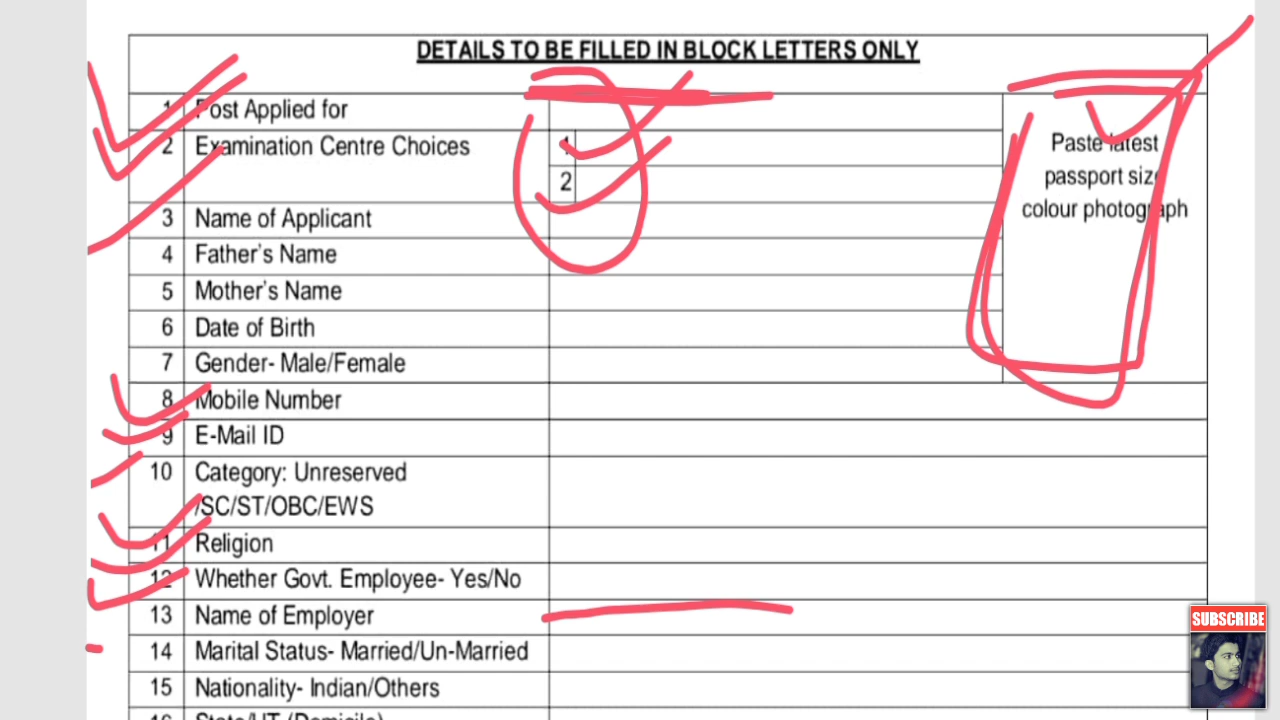 DETAILS TO BE FILLED IN BLOCK LETTERS ONLY
1 Post Applied for
2 Examination Centre Choices 1
2
Paste latest
passport size
colour photograph
3 Name of Applicant
4 Father's Name
5 Mother's Name
6 Date of Birth
7 Gender- Male/Female
8 Mobile Number
9 E-Mail ID
10 Category: Unreserved
/SC/ST/OBC/EWS
11 Religion
12 Whether Govt. Employee- Yes/No
13 Name of Employer
14 Marital Status- Married/Un-Married
15 Nationality- Indian/Others
16 State/UT (Domicile)
SUBSCRIBE